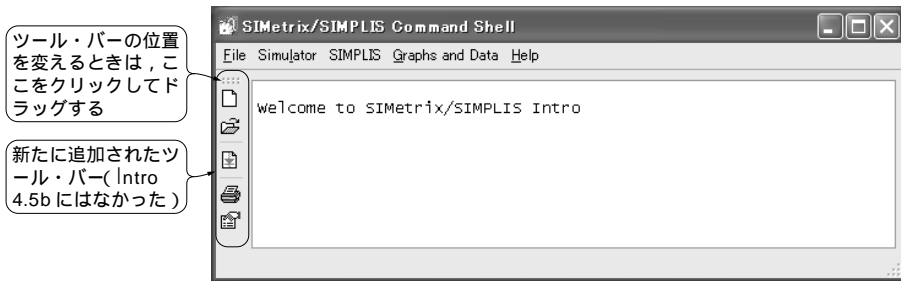 ツール・バーの位置
を変えるときは，こ
こをクリックしてド
ラッグする
新たに追加されたツ
ール・バー(Intro
4.5bにはなかった)
SIMetrix/SIMPLIS Command Shell
File Simulator SIMPLIS Graphs and Data Help
Welcome to SIMetrix/SIMPLIS Intro